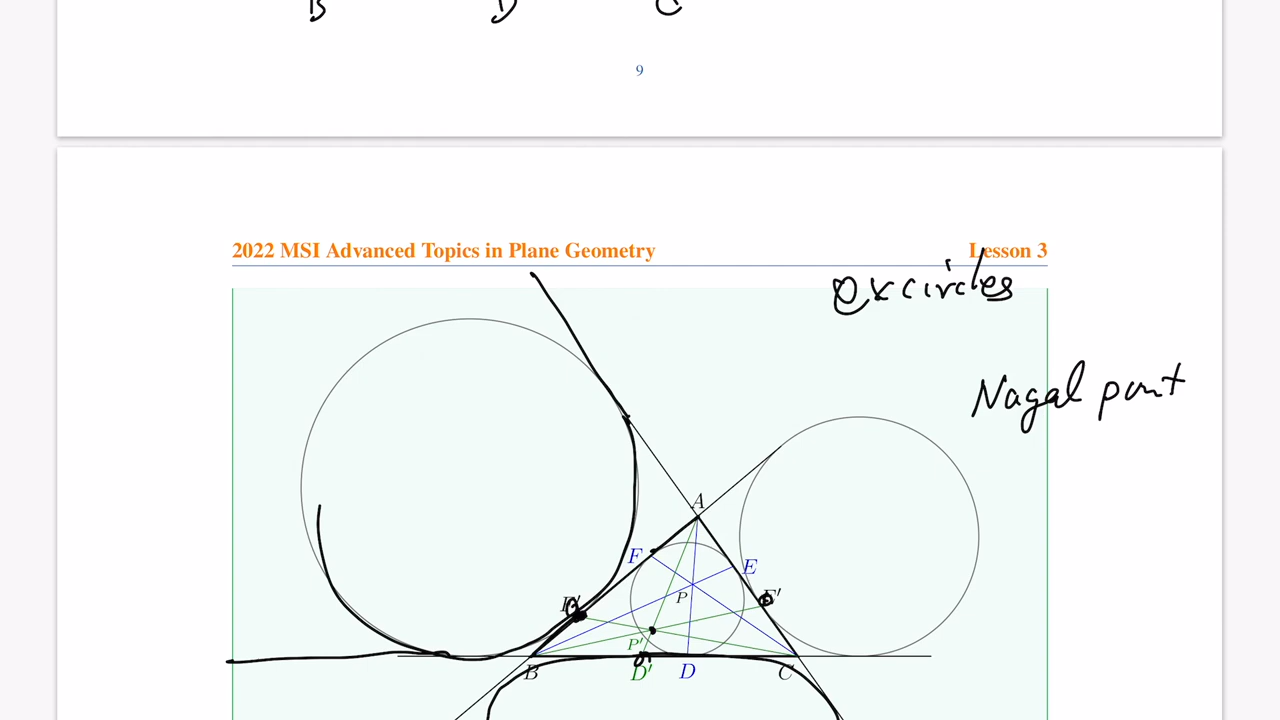 B D C
9
2022 MSI Advanced Topics in Plane Geometry Lesson 3
excircles
Nagal point
A
F E
P
F' E'
P'
B D' D C